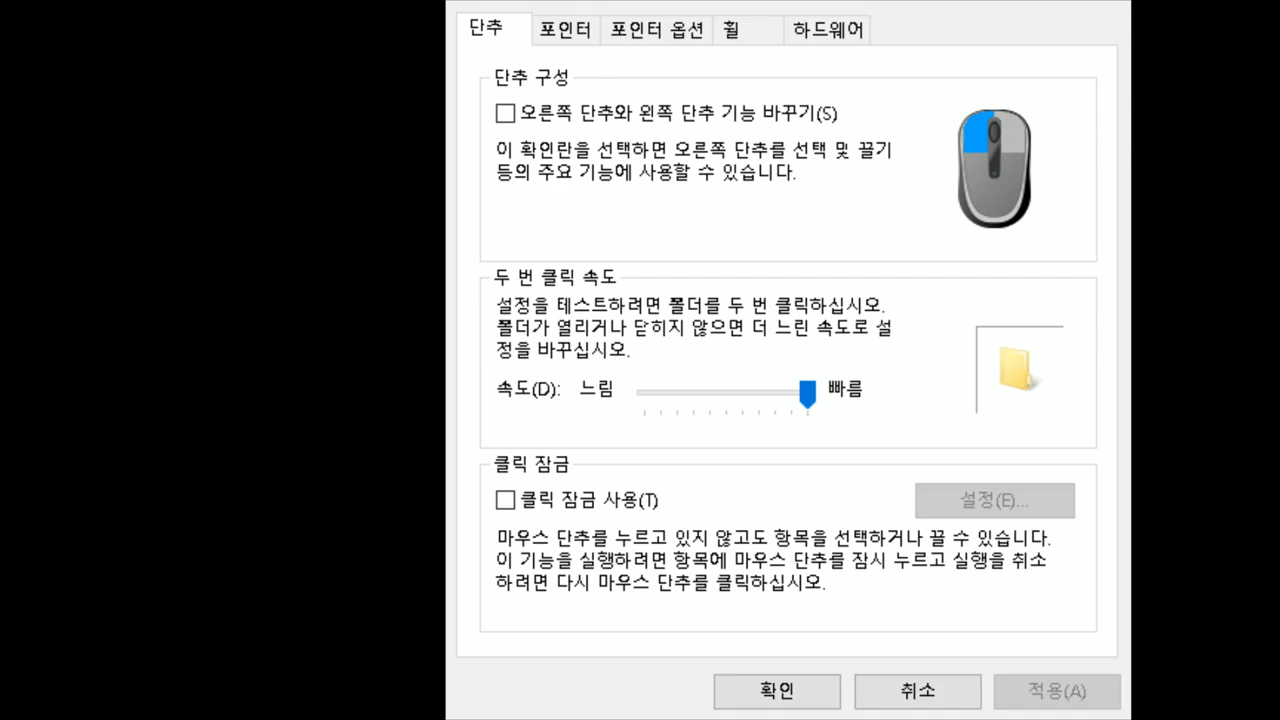 단추 포인터 포인터 옵션 휠 하드웨어
단추 구성
오른쪽 단추와 왼쪽 단추 기능 바꾸기(S)
이 확인란을 선택하면 오른쪽 단추를 선택 및 끌기
등의 주요 기능에 사용할 수 있습니다.
두 번 클릭 속도
설정을 테스트하려면 폴더를 두 번 클릭하십시오.
폴더가 열리거나 닫히지 않으면 더 느린 속도로 설
정을 바꾸십시오.
속도(D): 느림 빠름
클릭 잠금
클릭 잠금 사용(T) 설정(E)...
마우스 단추를 누르고 있지 않고도 항목을 선택하거나 끌 수 있습니다.
이 기능을 실행하려면 항목에 마우스 단추를 잠시 누르고 실행을 취소
하려면 다시 마우스 단추를 클릭하십시오.
확인 취소 적용(A)